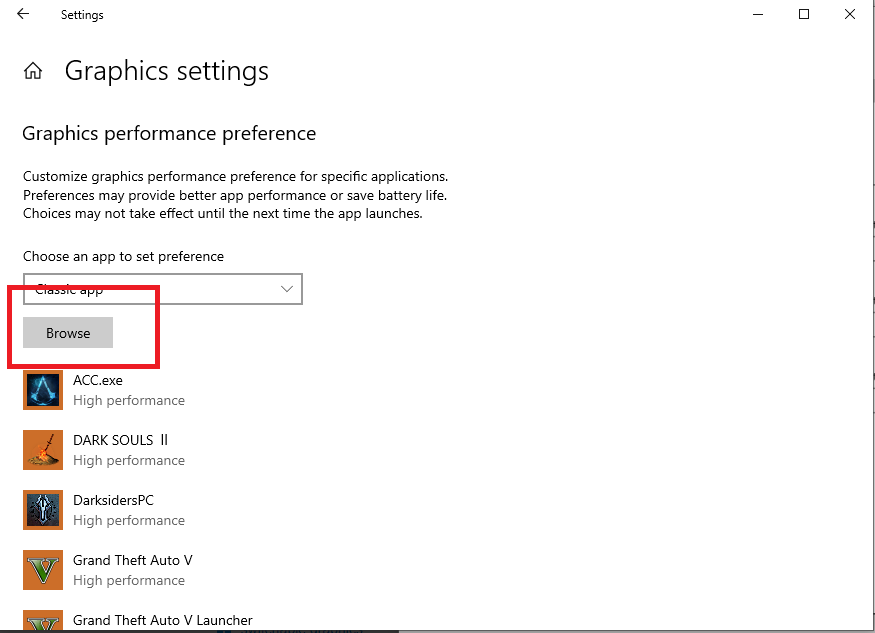 Settings
Graphics settings
Graphics performance preference
Customize graphics performance preference for specific applications.
Preferences may provide better app performance or save battery life.
Choices may not take effect until the next time the app launches.
Choose an app to set preference
Classic app
Browse
ACC.exe
High performance
DARK SOULS II
High performance
DarksidersPC
High performance
Grand Theft Auto V
High performance
Grand Theft Auto V Launcher